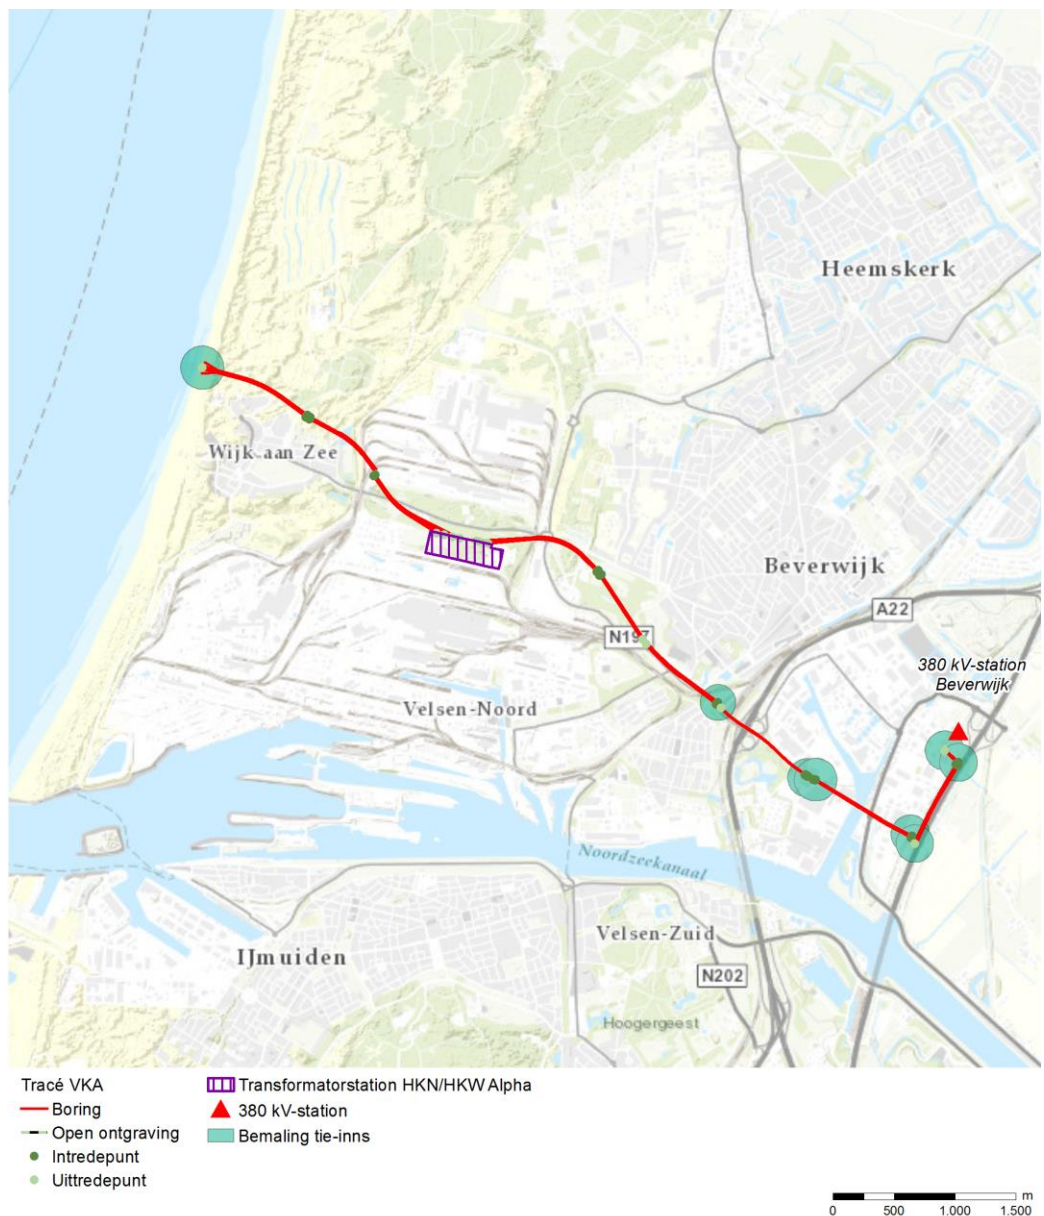 Heemskerk
Wijk aan Zee
Beverwijk
A22
N197
380 kV-station
Beverwijk
Velsen-Noord
Noordzeekanaal
Velsen-Zuid
IJmuiden
N202
Hoogergeest
Tracé VKA
Boring
Open ontgraving
Intredepunt
Uittredepunt
Transformatorstation HKN/HKW Alpha
380 kV-station
Bemaling tie-inns
m
0 500 1.000 1.500